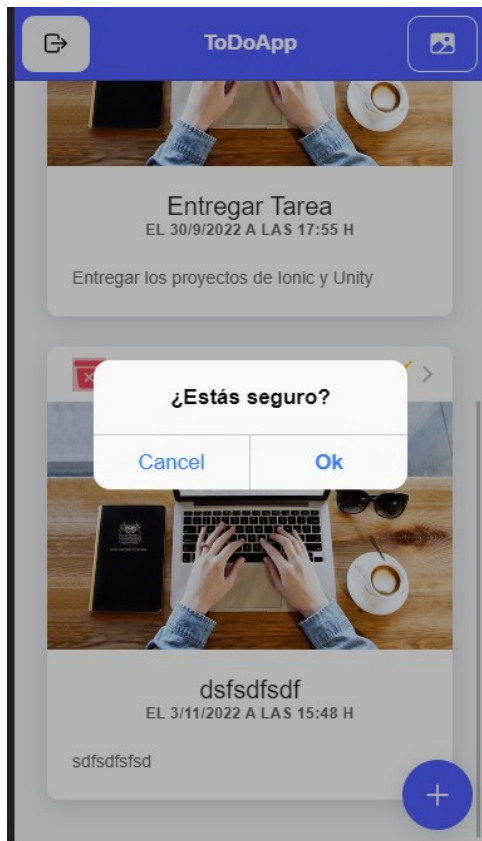 ToDoApp
Entregar Tarea
EL 30/9/2022 A LAS 17:55 H
Entregar los proyectos de Ionic y Unity
¿Estás seguro?
Cancel
Ok
dsfsdfsdf
EL 3/11/2022 A LAS 15:48 H
sdfsdfsfsd